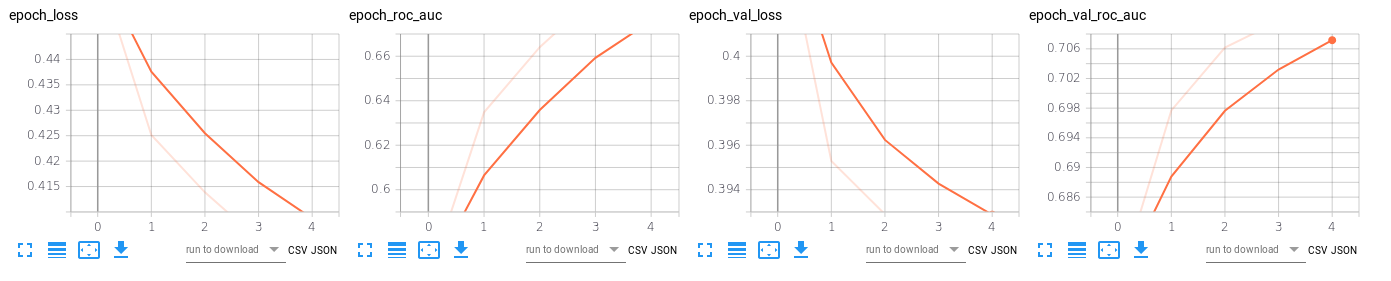 epoch_loss
0.44
0.435
0.43
0.425
0.42
0.415
0 1 2 3 4
run to download CSV JSON
epoch_roc_auc
0.66
0.64
0.62
0.6
0 1 2 3 4
run to download CSV JSON
epoch_val_loss
0.4
0.398
0.396
0.394
0 1 2 3 4
run to download CSV JSON
epoch_val_roc_auc
0.706
0.702
0.698
0.694
0.69
0.686
0 1 2 3 4
run to download CSV JSON